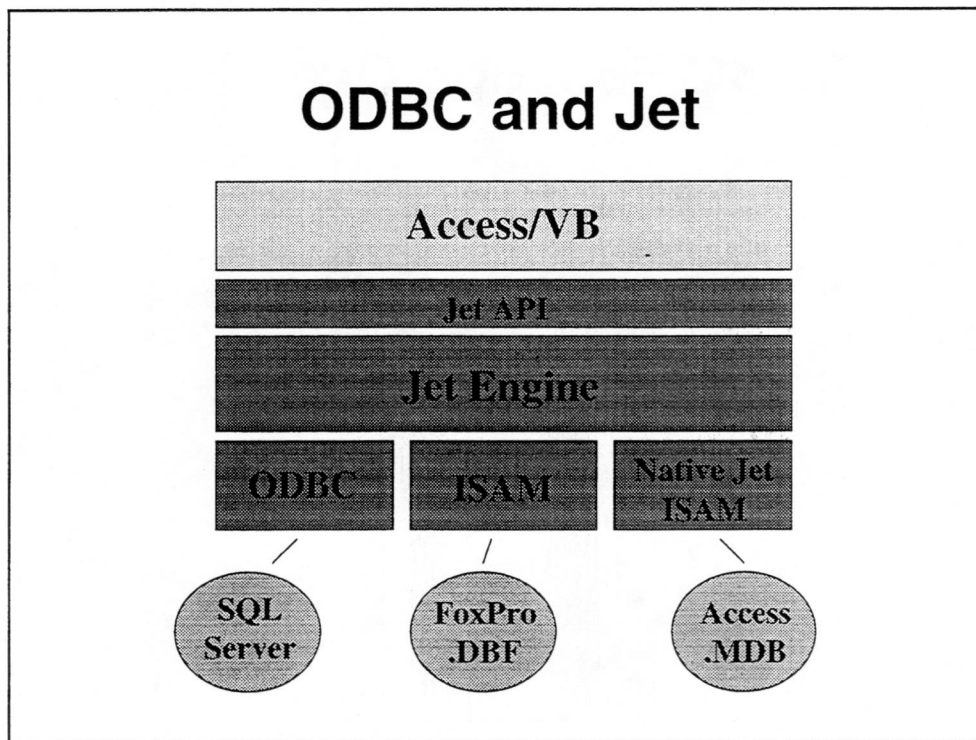 ODBC and Jet
Access/VB
Jet API
Jet Engine
ODBC
ISAM
Native Jet
ISAM
SQL
Server
FoxPro
.DBF
Access
.MDB